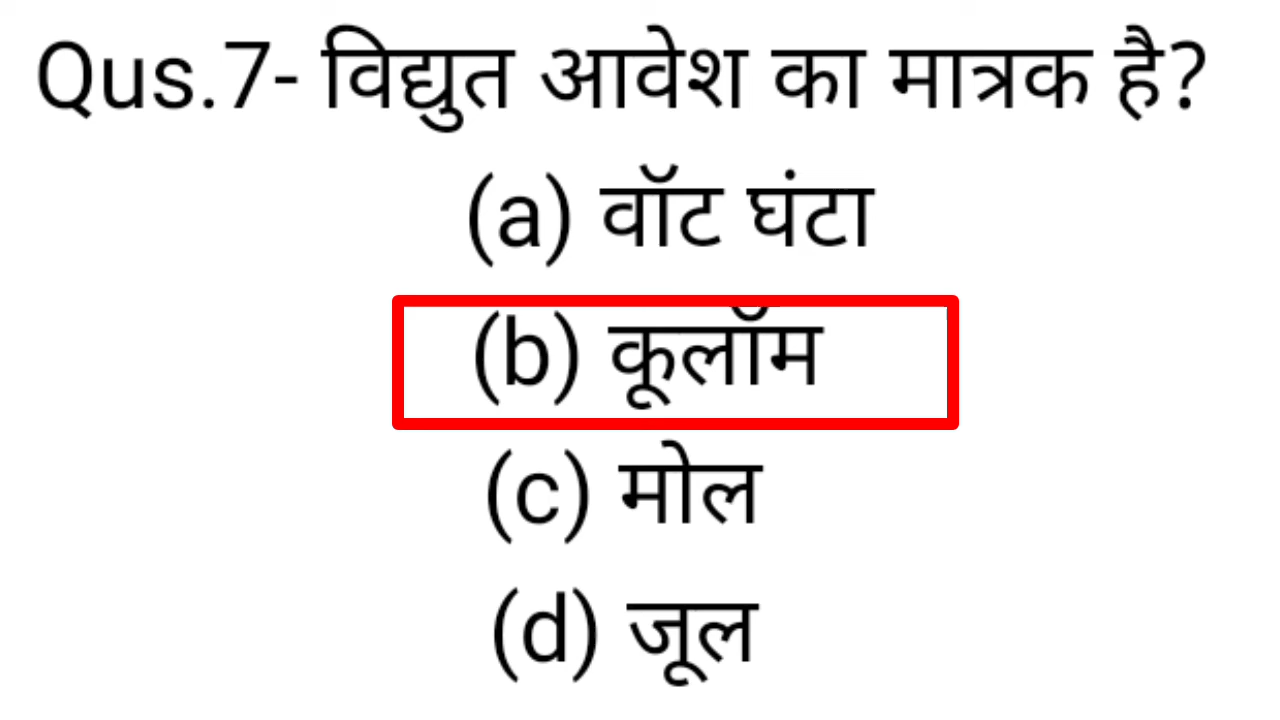 Qus.7- विद्युत आवेश का मात्रक है?
(a) वॉट घंटा
(b) कूलॉम
(c) मोल
(d) जूल